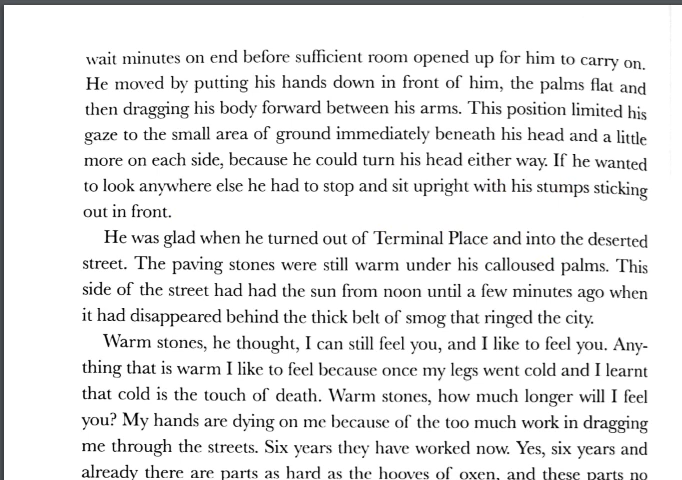 wait minutes on end before sufficient room opened up for him to carry on.
He moved by putting his hands down in front of him, the palms flat and
then dragging his body forward between his arms. This position limited his
gaze to the small area of ground immediately beneath his head and a little
more on each side, because he could turn his head either way. If he wanted
to look anywhere else he had to stop and sit upright with his stumps sticking
out in front.
He was glad when he turned out of Terminal Place and into the deserted
street. The paving stones were still warm under his calloused palms. This
side of the street had had the sun from noon until a few minutes ago when
it had disappeared behind the thick belt of smog that ringed the city.
Warm stones, he thought, I can still feel you, and I like to feel you. Any-
thing that is warm I like to feel because once my legs went cold and I learnt
that cold is the touch of death. Warm stones, how much longer will I feel
you? My hands are dying on me because of the too much work in dragging
me through the streets. Six years they have worked now. Yes, six years and
already there are parts as hard as the hooves of oxen, and these parts no